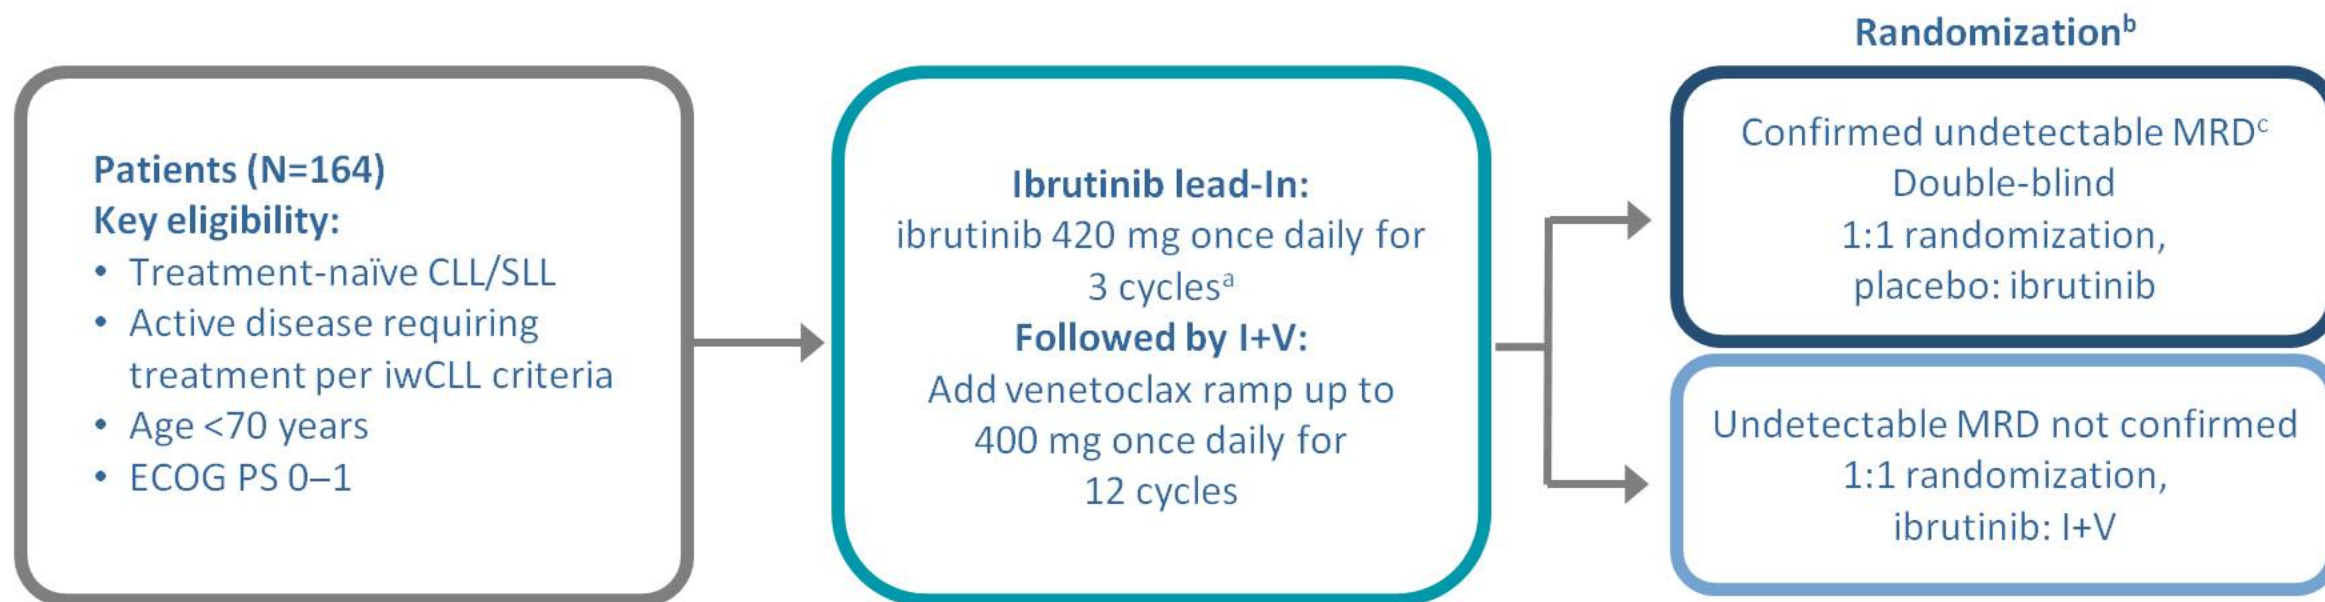 Patients (N=164)
Key eligibility:
• Treatment-naïve CLL/SLL
• Active disease requiring
treatment per iwCLL criteria
• Age <70 years
• ECOG PS 0–1
Ibrutinib lead-In:
ibrutinib 420 mg once daily for
3 cyclesᵃ
Followed by I+V:
Add venetoclax ramp up to
400 mg once daily for
12 cycles
Randomizationᵇ
Confirmed undetectable MRDᶜ
Double-blind
1:1 randomization,
placebo: ibrutinib
Undetectable MRD not confirmed
1:1 randomization,
ibrutinib: I+V